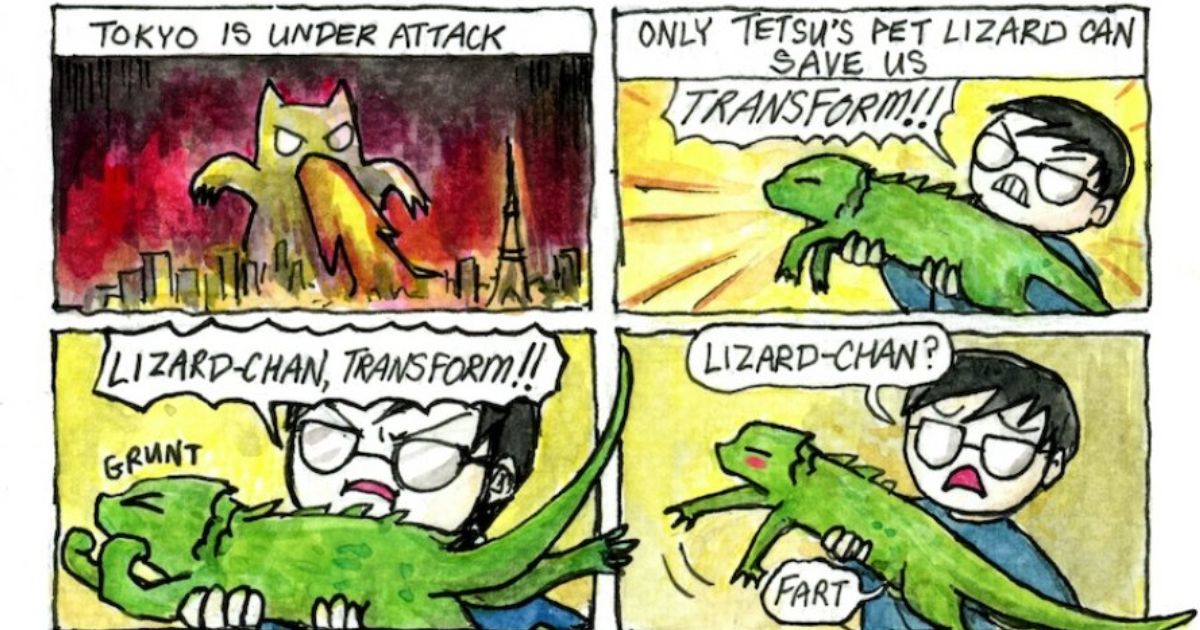 TOKYO IS UNDER ATTACK
ONLY TETSU'S PET LIZARD CAN
SAVE US
TRANSFORM!!
LIZARD-CHAN, TRANSFORM!!
GRUNT
LIZARD-CHAN?
FART